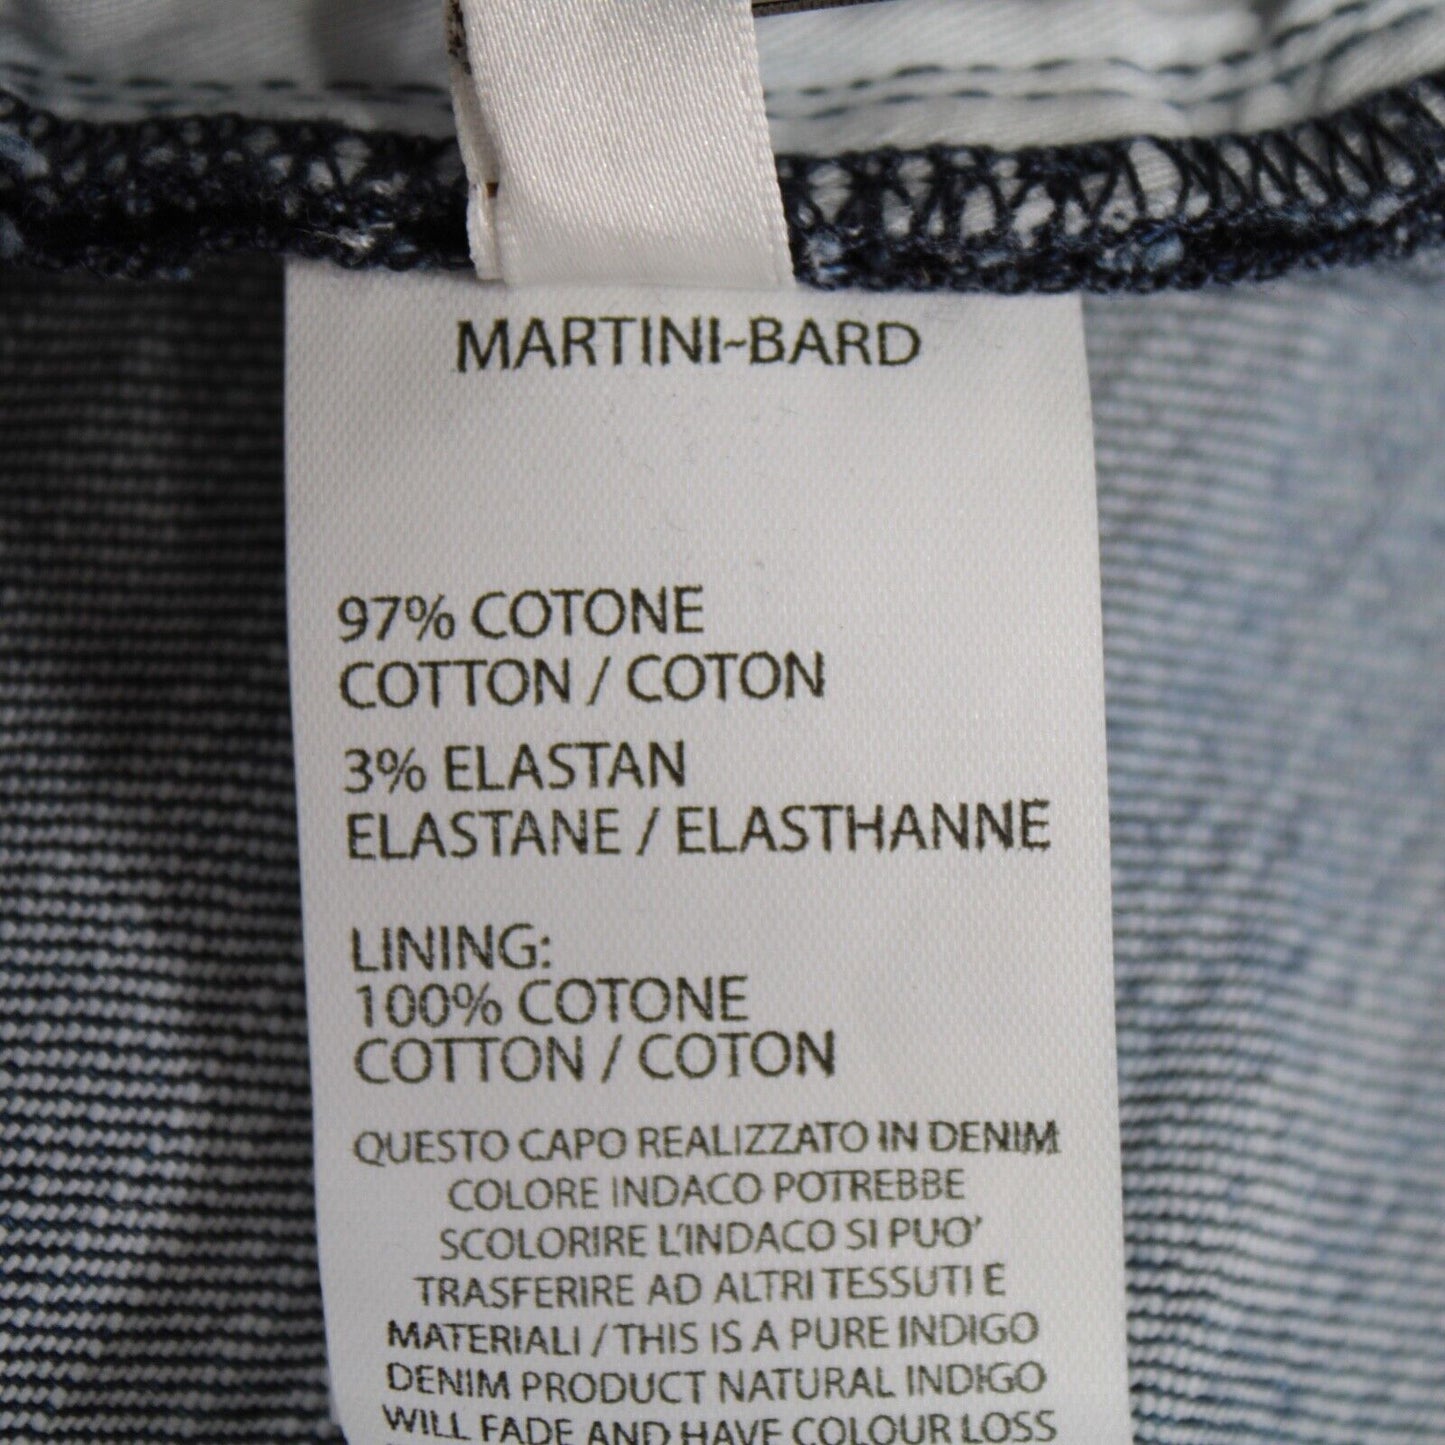 MARTINI-BARD
97% COTONE
COTTON / COTON
3% ELASTAN
ELASTANE / ELASTHANNE
LINING:
100% COTONE
COTTON / COTON
QUESTO CAPO REALIZZATO IN DENIM
COLORE INDACO POTREBBE
SCOLORIRE L'INDACO SI PUO'
TRASFERIRE AD ALTRI TESSUTI E
MATERIALI / THIS IS A PURE INDIGO
DENIM PRODUCT NATURAL INDIGO
WILL FADE AND HAVE COLOUR LOSS